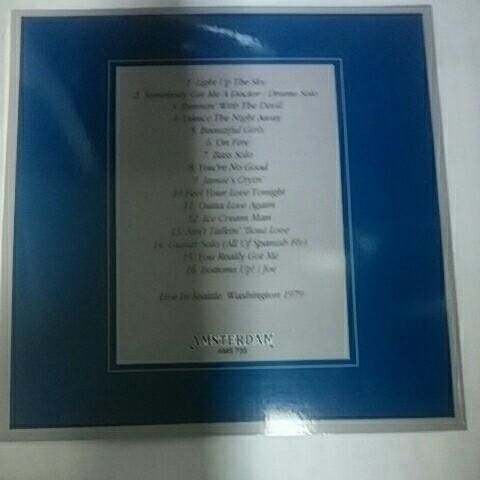 1. Light Up The Sky
2. Somebody Get Me A Doctor / Drums Solo
3. Runnin' With The Devil
4. Dance The Night Away
5. Beautiful Girls
6. On Fire
7. Bass Solo
8. You're No Good
9. Jamie's Cryin'
10. Feel Your Love Tonight
11. Outta Love Again
12. Ice Cream Man
13. Ain't Talkin' 'Bout Love
14. Guitar Solo (All Of Spanish Fly)
15. You Really Got Me
16. Bottoms Up! / Joe
Live In Seattle, Washington 1979
AMSTERDAM
AMS 735